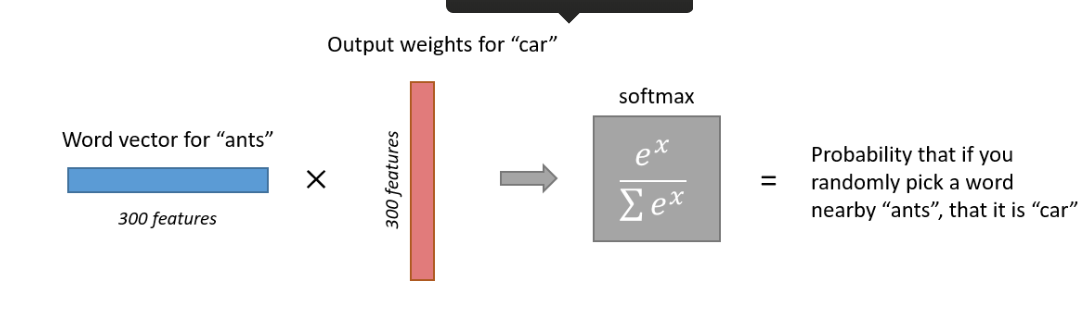 Output weights for “car”
softmax
Word vector for “ants”
300 features
×
300 features
e^x
∑ e^x
=
Probability that if you
randomly pick a word
nearby “ants”, that it is “car”